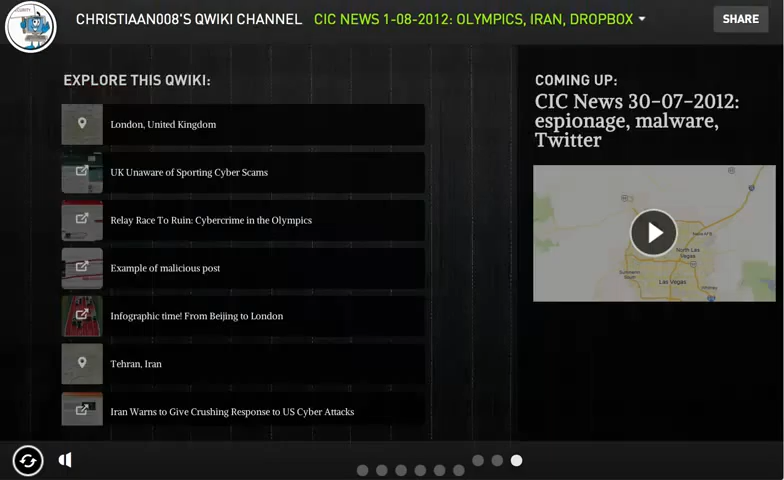 CHRISTIAAN008'S QWIKI CHANNEL
CIC NEWS 1-08-2012: OLYMPICS, IRAN, DROPBOX
SHARE
EXPLORE THIS QWIKI:
London, United Kingdom
UK Unaware of Sporting Cyber Scams
Relay Race To Ruin: Cybercrime in the Olympics
Example of malicious post
Infographic time! From Beijing to London
Tehran, Iran
Iran Warns to Give Crushing Response to US Cyber Attacks
COMING UP:
CIC News 30-07-2012:
espionage, malware,
Twitter
North Las
Vegas
Las Vegas